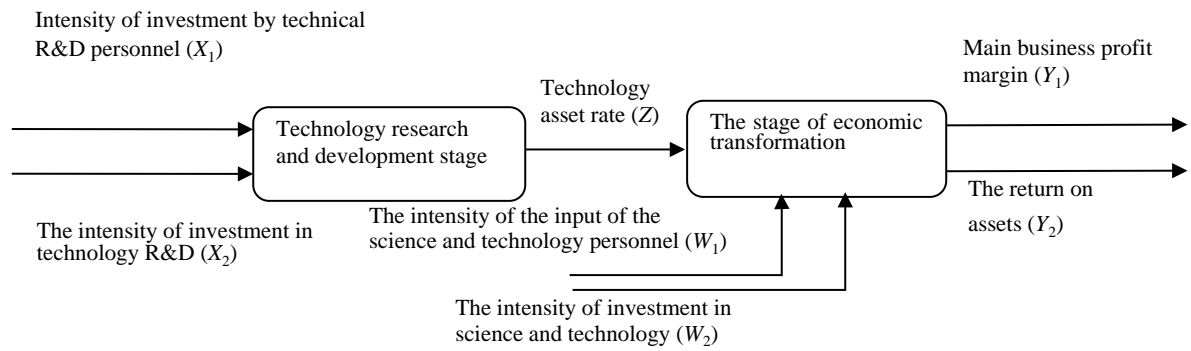 Intensity of investment by technical
R&D personnel (X1)
Technology research
and development stage
The intensity of investment in
technology R&D (X2)
Technology
asset rate (Z)
The stage of economic
transformation
Main business profit
margin (Y1)
The return on
assets (Y2)
The intensity of the input of the
science and technology personnel (W1)
The intensity of investment in
science and technology (W2)